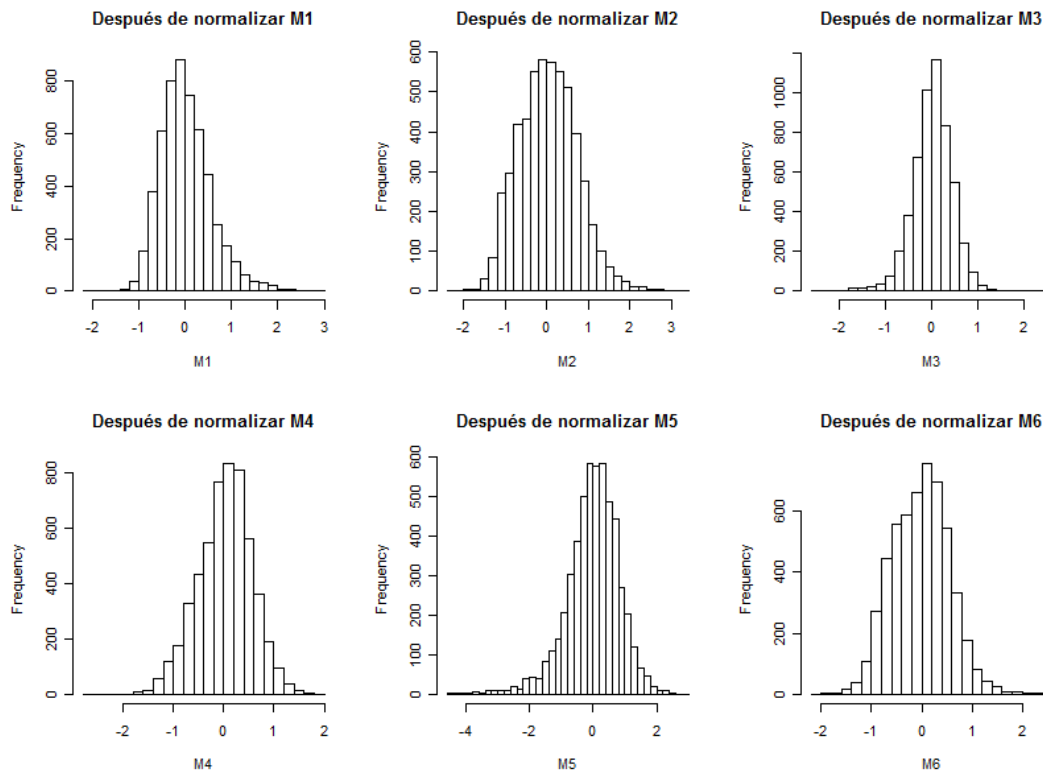 Después de normalizar M1
Frequency
0 200 400 600 800
-2 -1 0 1 2 3
M1
Después de normalizar M2
Frequency
0 100 200 300 400 500 600
-2 -1 0 1 2 3
M2
Después de normalizar M3
Frequency
0 200 400 600 800 1000
-2 -1 0 1 2
M3
Después de normalizar M4
Frequency
0 200 400 600 800
-2 -1 0 1 2
M4
Después de normalizar M5
Frequency
0 100 200 300 400 500 600
-4 -2 0 2
M5
Después de normalizar M6
Frequency
0 200 400 600
-2 -1 0 1 2
M6